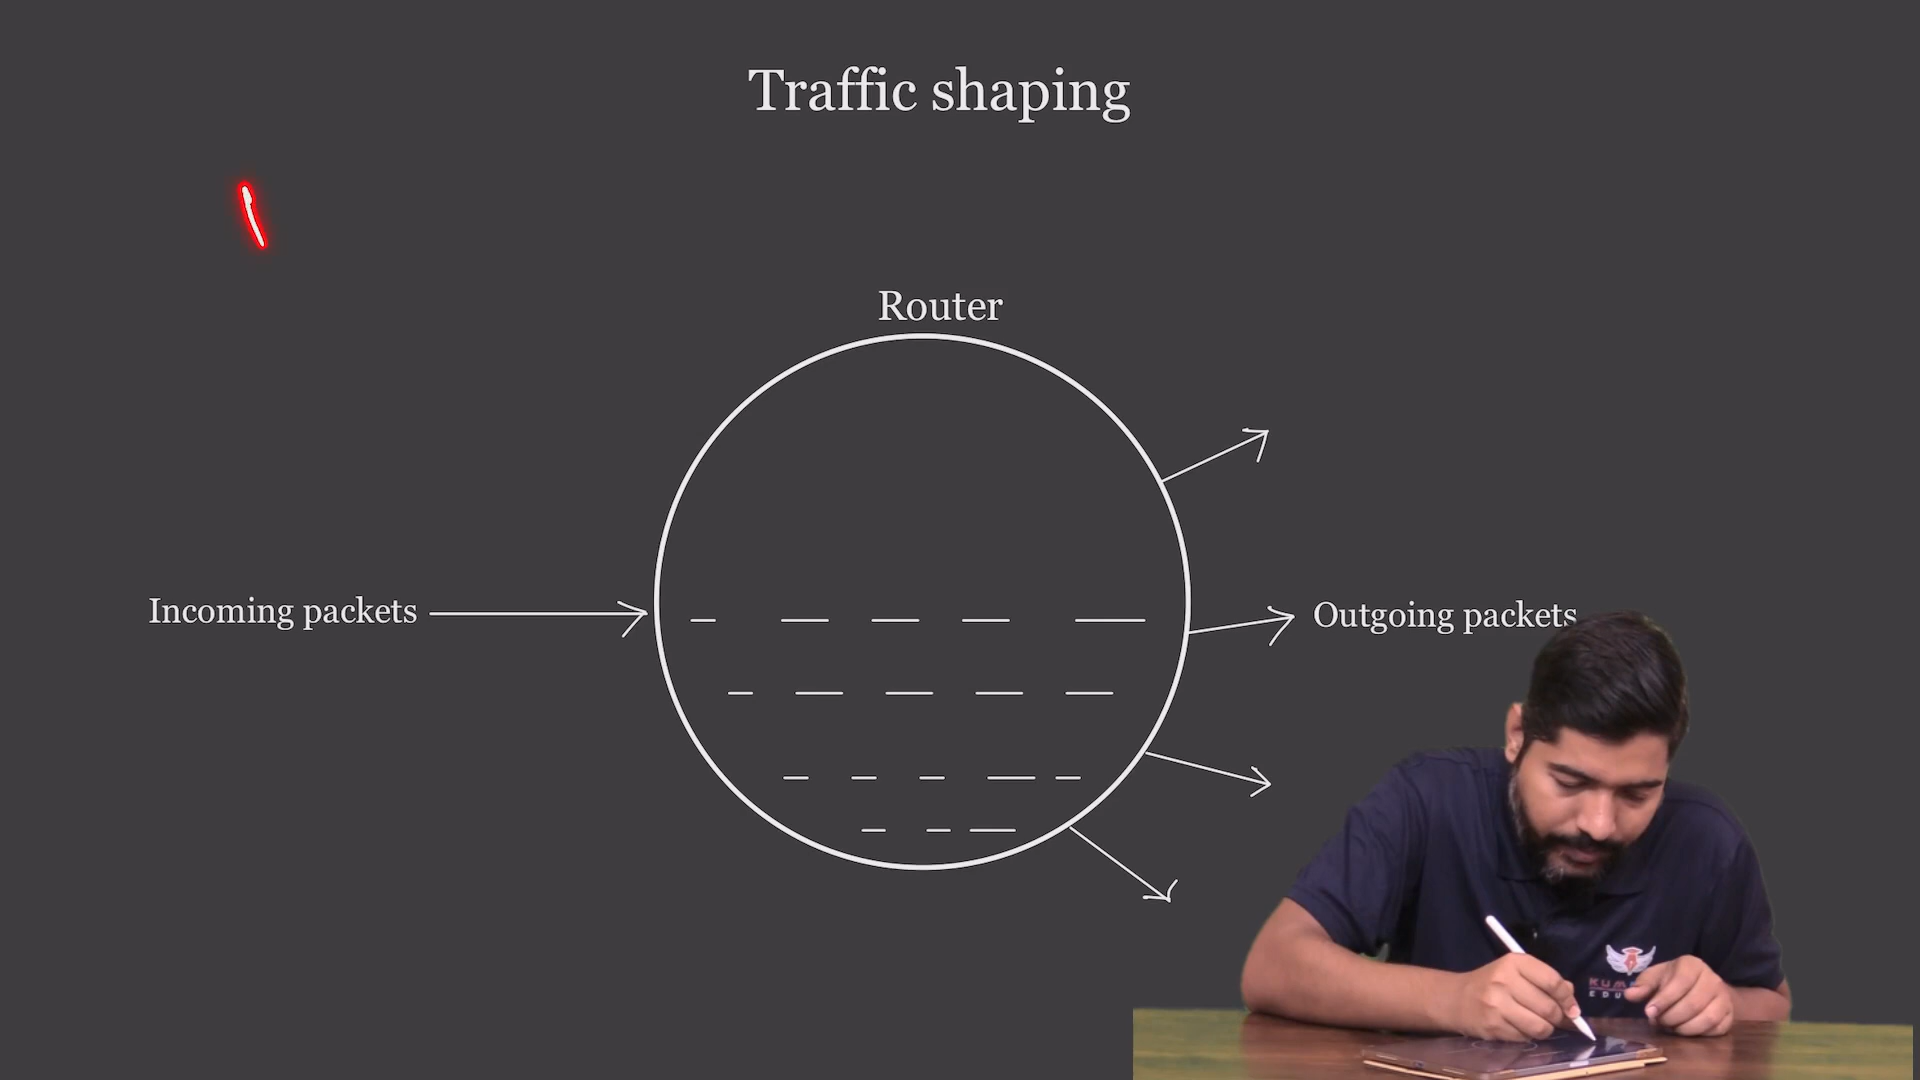 Traffic shaping
Router
Incoming packets
Outgoing packets